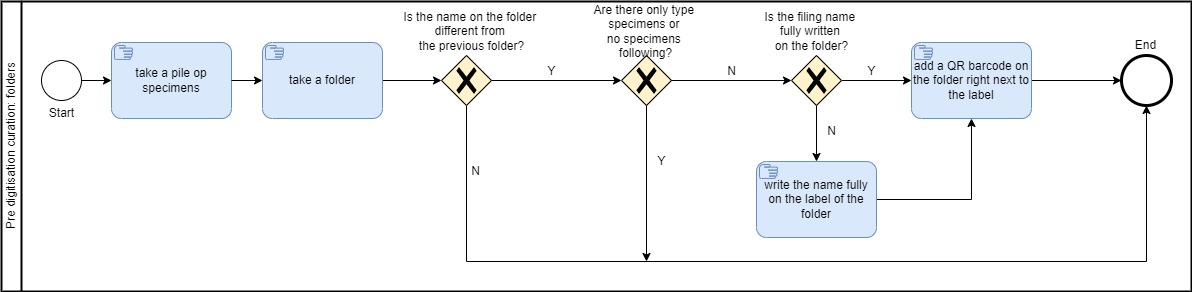 Pre digitisation curation: folders
Start
take a pile op
specimens
take a folder
Is the name on the folder
different from
the previous folder?
Y
N
Are there only type
specimens or
no specimens
following?
N
Y
Is the filing name
fully written
on the folder?
Y
N
write the name fully
on the label of the
folder
add a QR barcode on
the folder right next to
the label
End